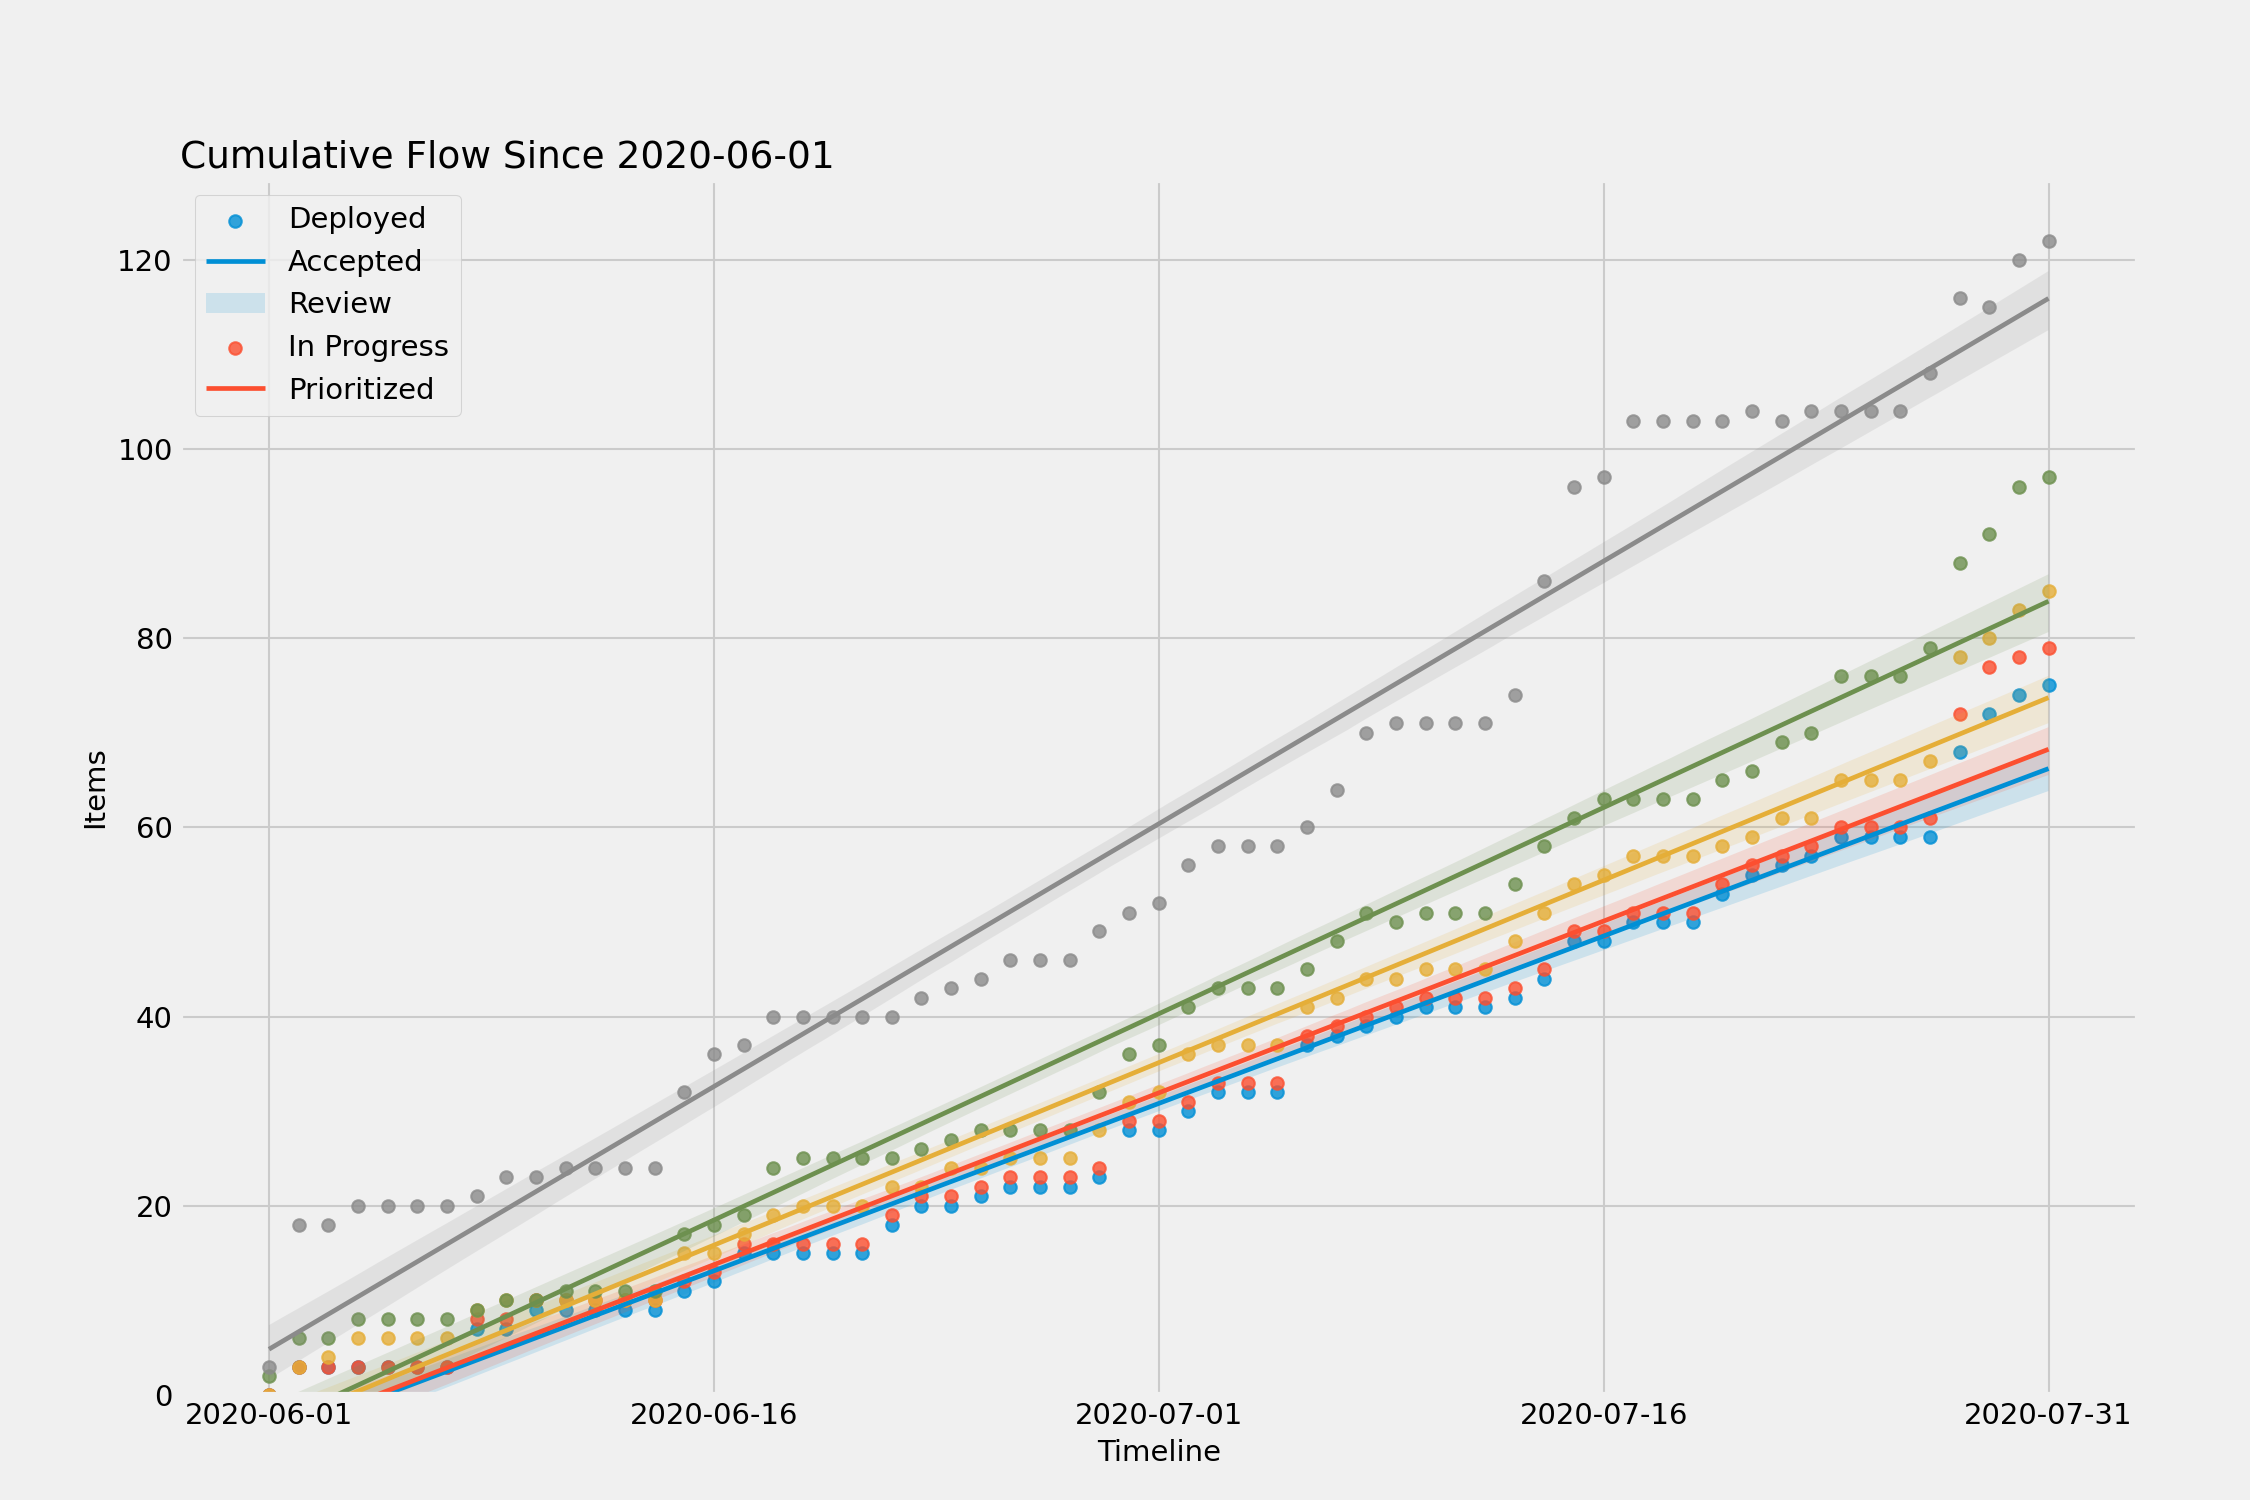 Cumulative Flow Since 2020-06-01
Deployed
Accepted
Review
In Progress
Prioritized
120
100
80
60
40
20
0
Items
2020-06-01
2020-06-16
2020-07-01
2020-07-16
2020-07-31
Timeline